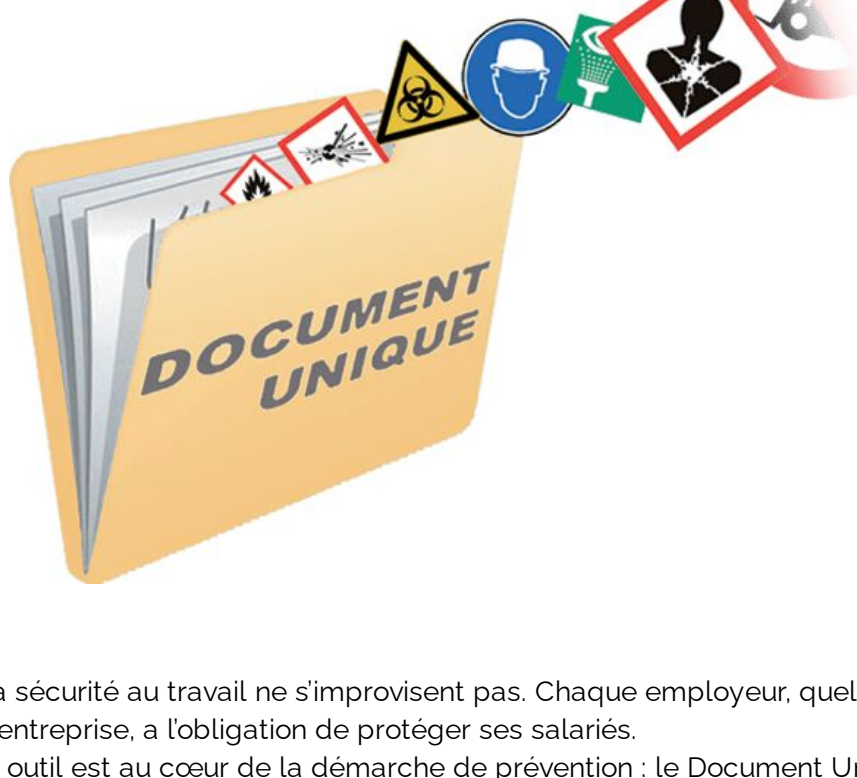 DOCUMENT
UNIQUE
a sécurité au travail ne s’improvisent pas. Chaque employeur, quel
entreprise, a l’obligation de protéger ses salariés.
outil est au cœur de la démarche de prévention : le Document Un